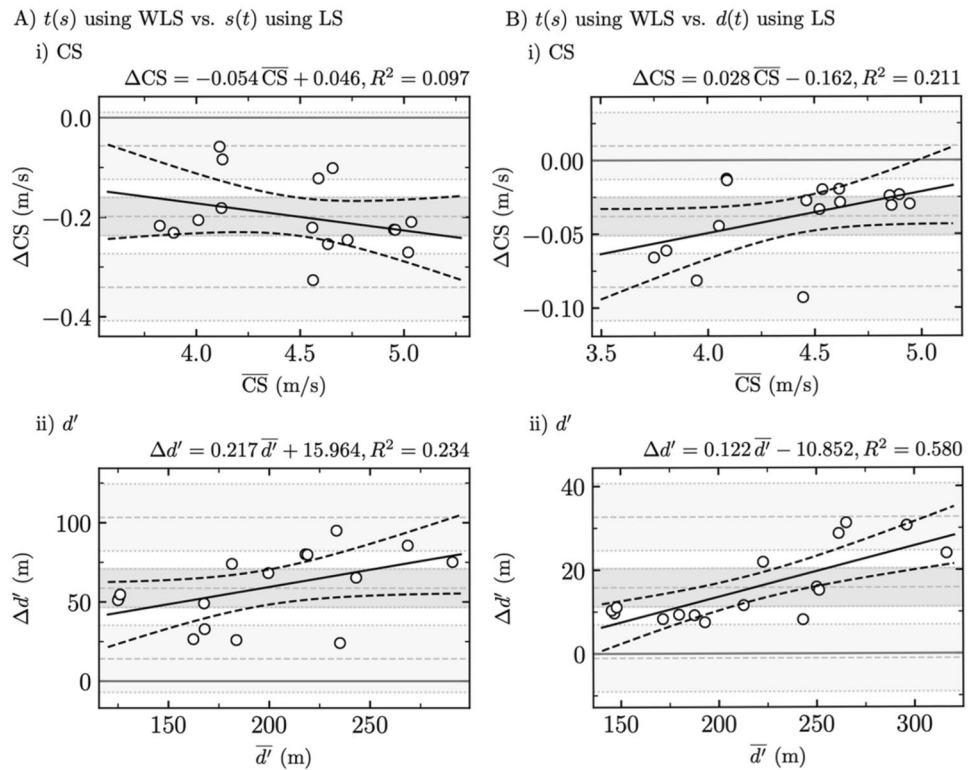 A) t(s) using WLS vs. s(t) using LS
i) CS
ΔCS = −0.054 C̅S̅ + 0.046, R² = 0.097
0.0
−0.2
−0.4
ΔCS (m/s)
4.0 4.5 5.0
C̅S̅ (m/s)
ii) d′
Δd′ = 0.217 d̅′ + 15.964, R² = 0.234
100
50
0
Δd′ (m)
150 200 250
d̅′ (m)
B) t(s) using WLS vs. d(t) using LS
i) CS
ΔCS = 0.028 C̅S̅ − 0.162, R² = 0.211
0.00
−0.05
−0.10
ΔCS (m/s)
3.5 4.0 4.5 5.0
C̅S̅ (m/s)
ii) d′
Δd′ = 0.122 d̅′ − 10.852, R² = 0.580
40
20
0
Δd′ (m)
150 200 250 300
d̅′ (m)